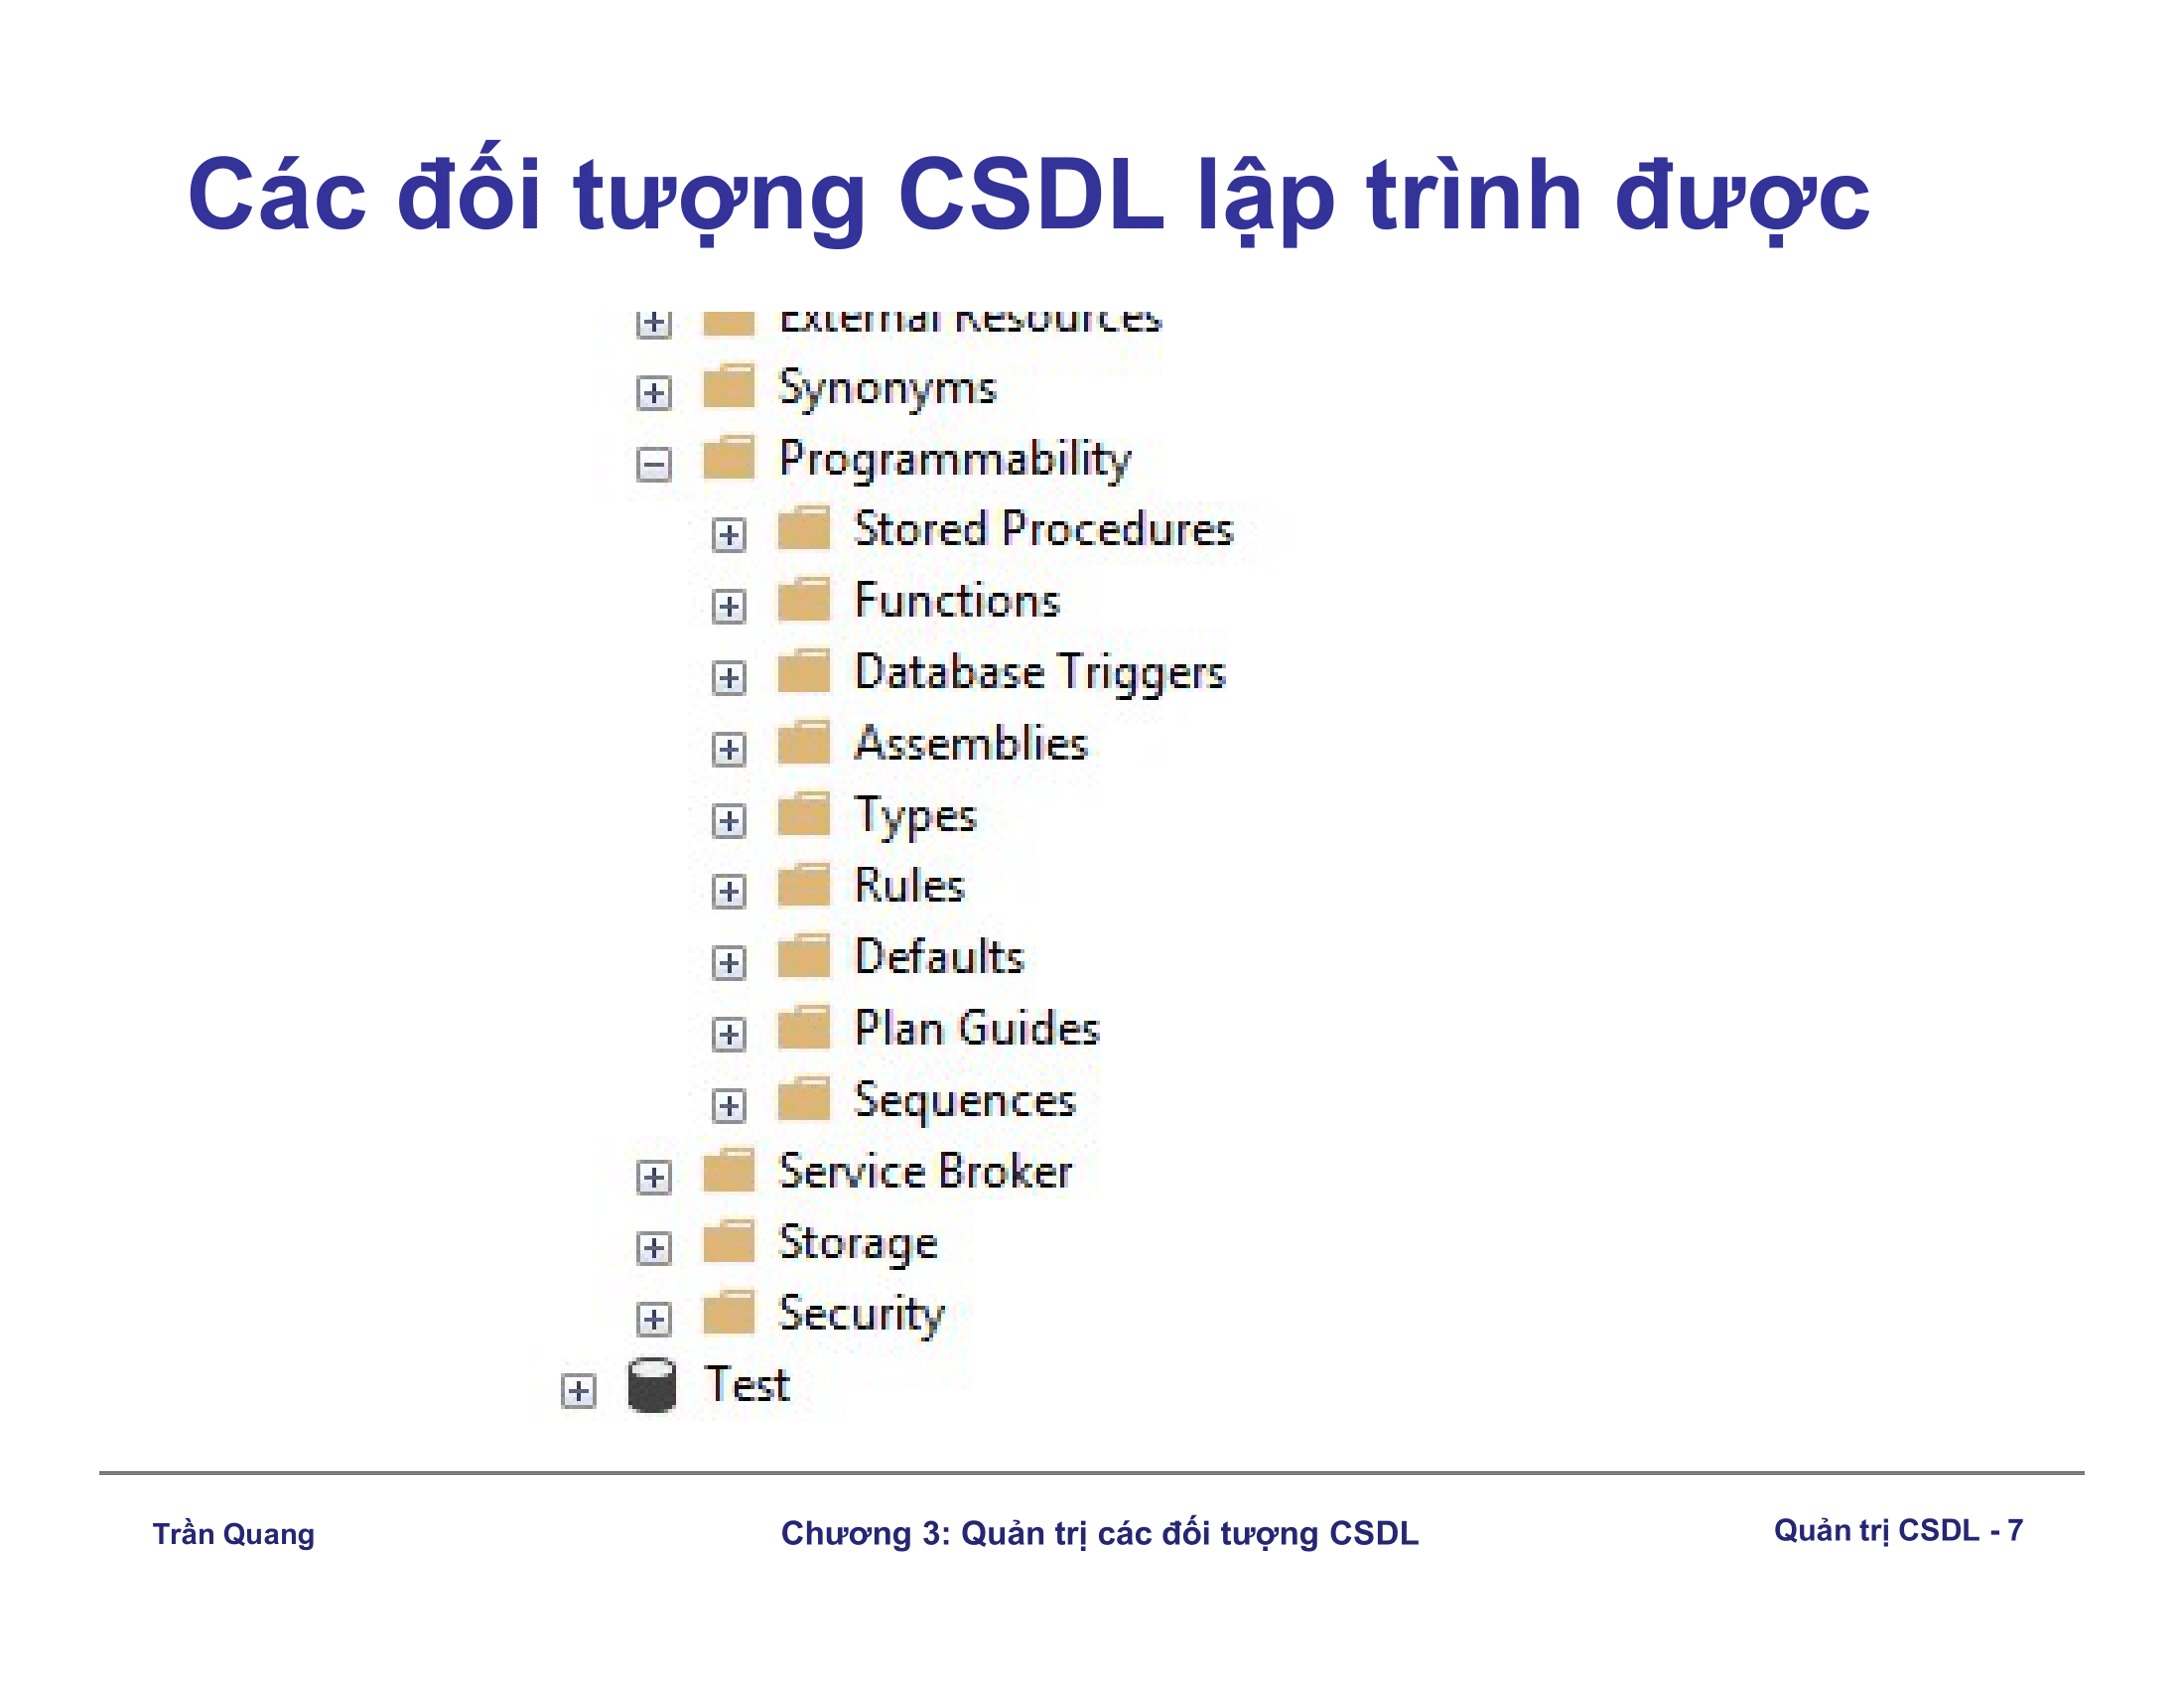 Các đối tượng CSDL lập trình được
External Resources
Synonyms
Programmability
Stored Procedures
Functions
Database Triggers
Assemblies
Types
Rules
Defaults
Plan Guides
Sequences
Service Broker
Storage
Security
Test
Trần Quang
Chương 3: Quản trị các đối tượng CSDL
Quản trị CSDL - 7